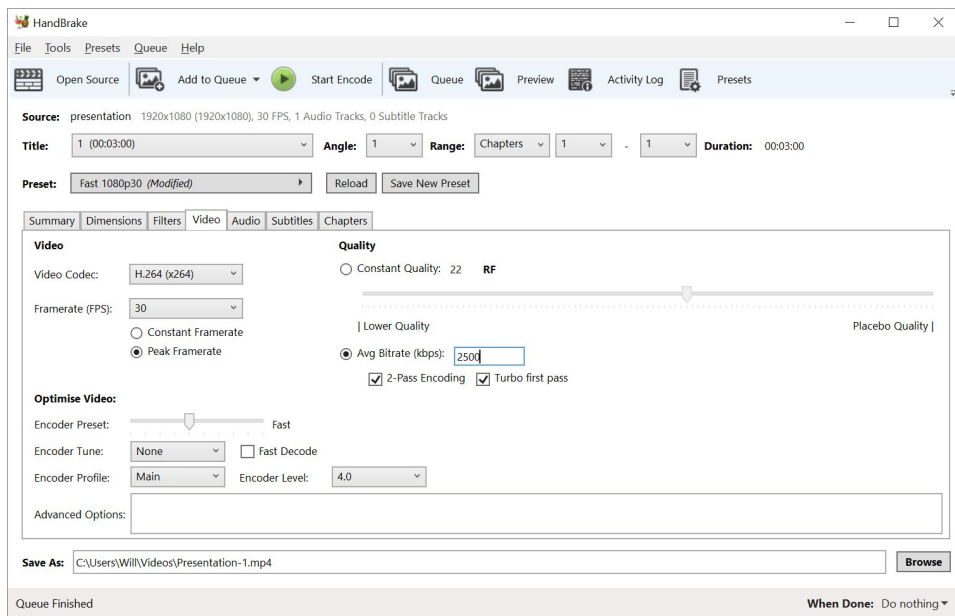 HandBrake
File Tools Presets Queue Help
Open Source Add to Queue Start Encode Queue Preview Activity Log Presets
Source: presentation 1920x1080 (1920x1080), 30 FPS, 1 Audio Tracks, 0 Subtitle Tracks
Title: 1 (00:03:00) Angle: 1 Range: Chapters 1 - 1 Duration: 00:03:00
Preset: Fast 1080p30 (Modified) Reload Save New Preset
Summary Dimensions Filters Video Audio Subtitles Chapters
Video Quality
Video Codec: H.264 (x264) Constant Quality: 22 RF
Framerate (FPS): 30
Constant Framerate | Lower Quality Placebo Quality |
Peak Framerate Avg Bitrate (kbps): 2500
2-Pass Encoding Turbo first pass
Optimise Video:
Encoder Preset: Fast
Encoder Tune: None Fast Decode
Encoder Profile: Main Encoder Level: 4.0
Advanced Options:
Save As: C:\Users\Will\Videos\Presentation-1.mp4 Browse
Queue Finished When Done: Do nothing